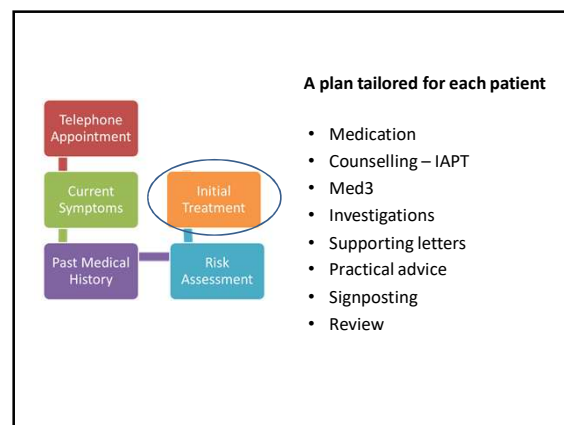 A plan tailored for each patient
Telephone
Appointment
Current
Symptoms
Past Medical
History
Risk
Assessment
Initial
Treatment
• Medication
• Counselling – IAPT
• Med3
• Investigations
• Supporting letters
• Practical advice
• Signposting
• Review